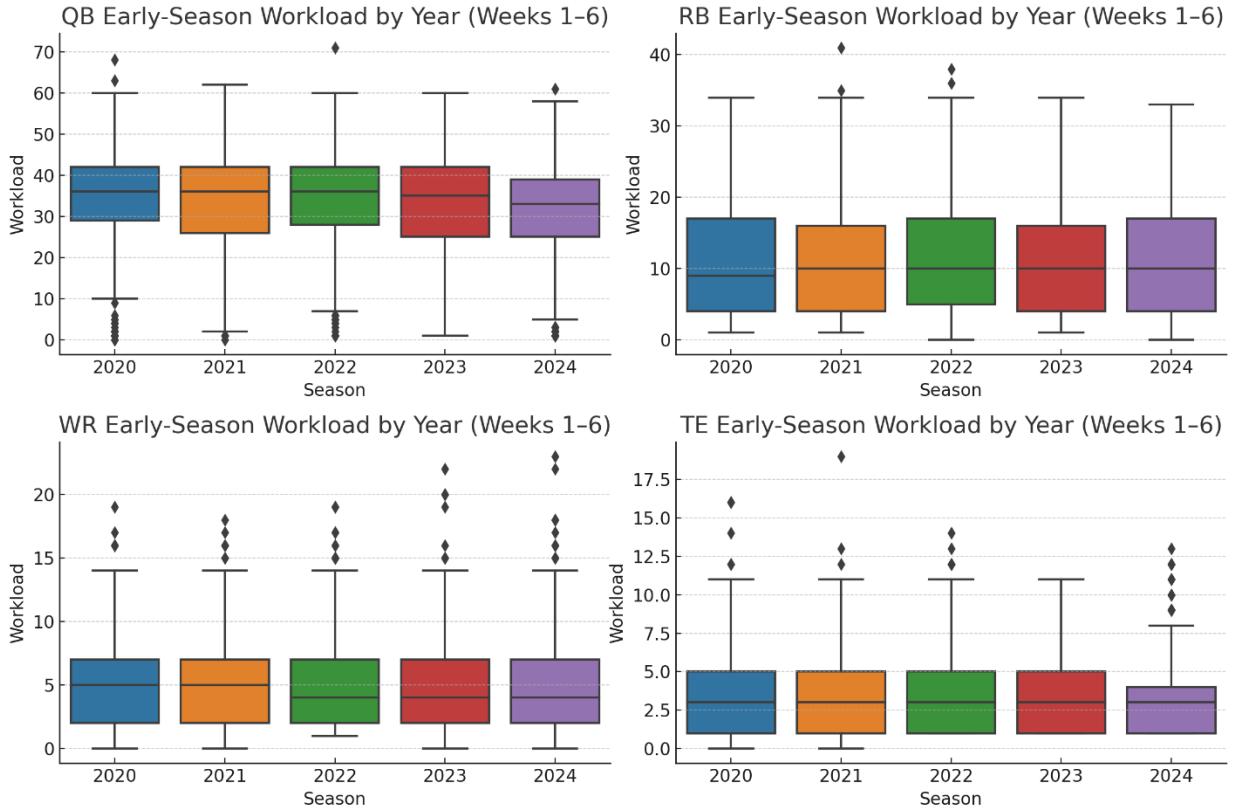 QB Early-Season Workload by Year (Weeks 1–6)
70
60
50
40
30
20
10
0
Workload
2020 2021 2022 2023 2024
Season
RB Early-Season Workload by Year (Weeks 1–6)
40
30
20
10
0
Workload
2020 2021 2022 2023 2024
Season
WR Early-Season Workload by Year (Weeks 1–6)
20
15
10
5
0
Workload
2020 2021 2022 2023 2024
Season
TE Early-Season Workload by Year (Weeks 1–6)
17.5
15.0
12.5
10.0
7.5
5.0
2.5
0.0
Workload
2020 2021 2022 2023 2024
Season